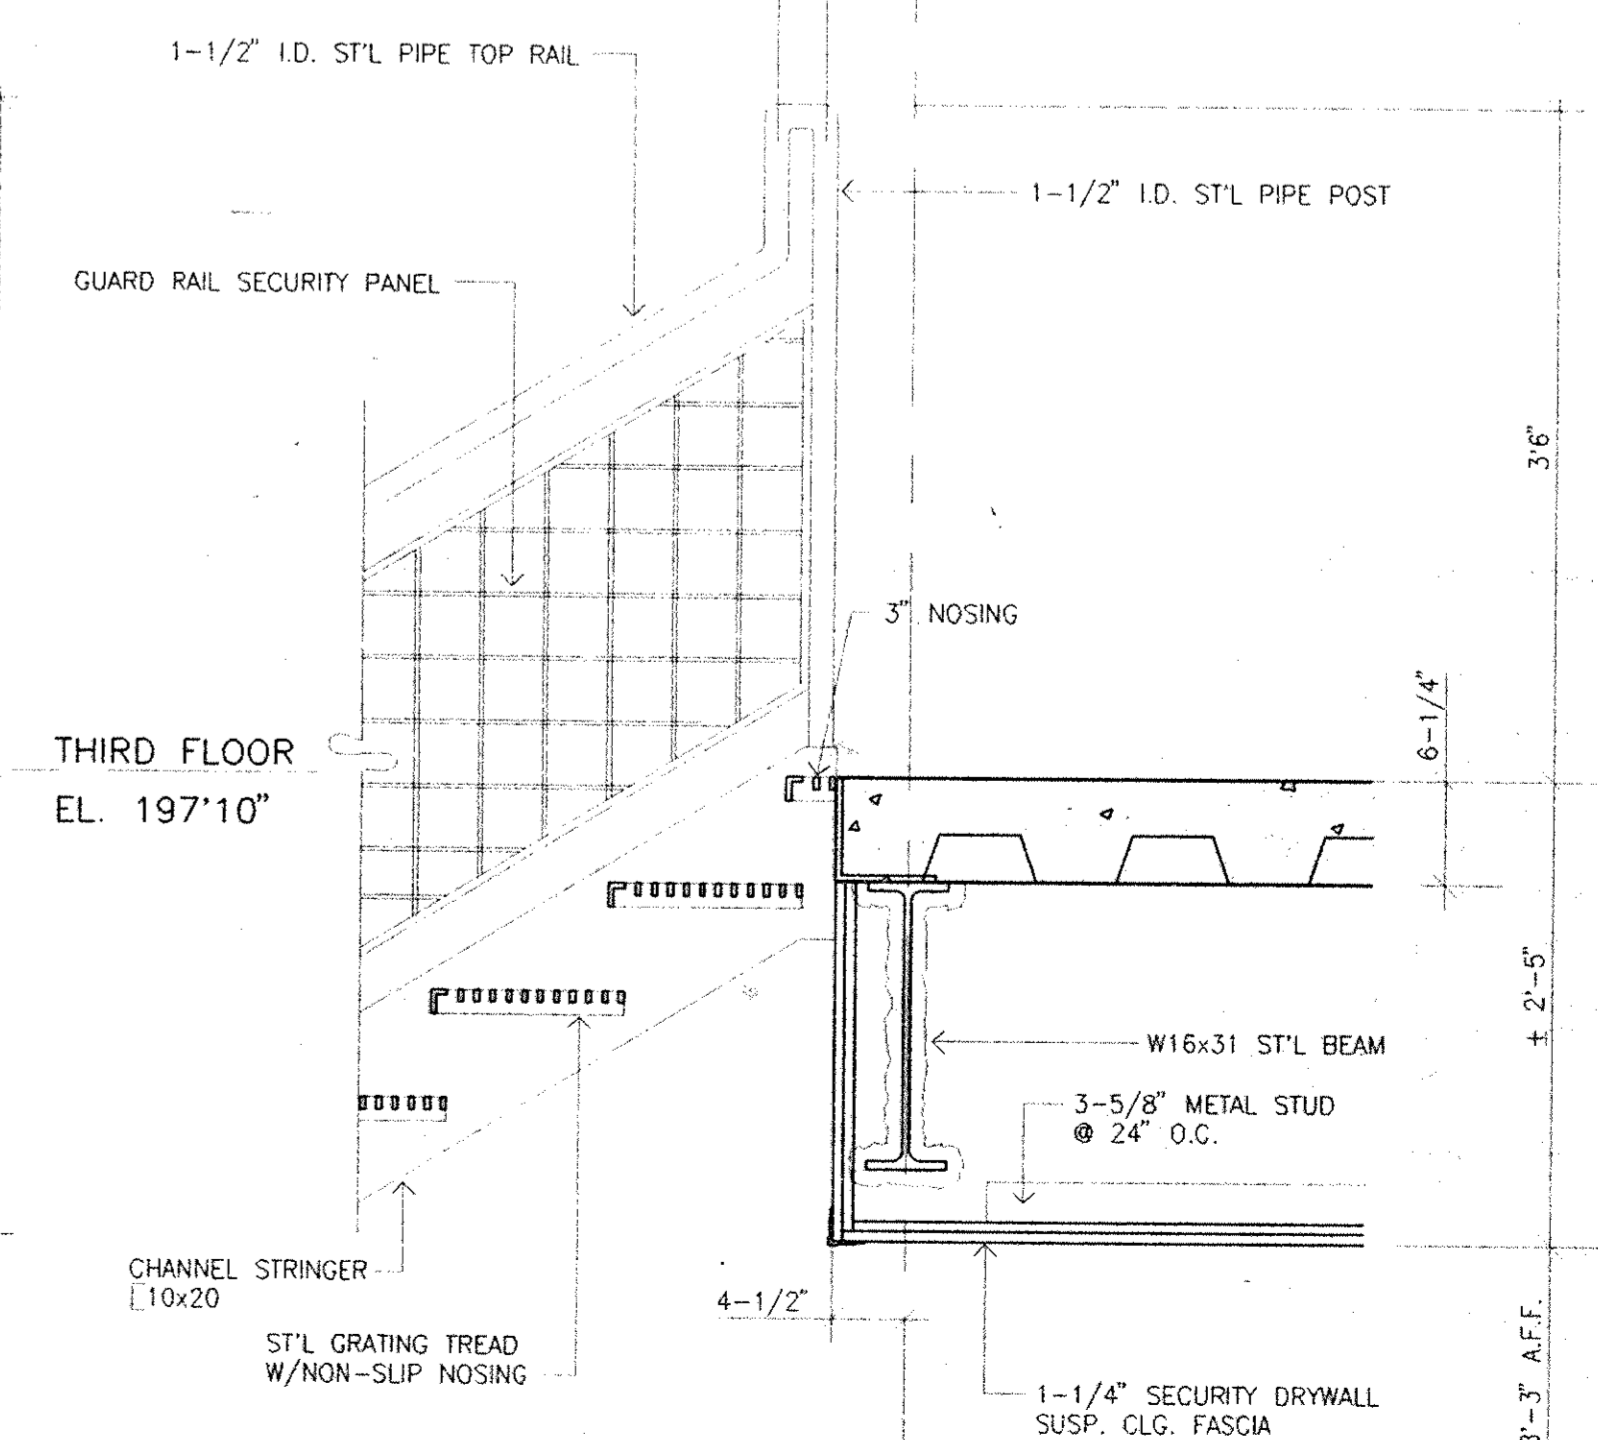 1-1/2" I.D. ST'L PIPE TOP RAIL
1-1/2" I.D. ST'L PIPE POST
GUARD RAIL SECURITY PANEL
3'6"
3" NOSING
6-1/4"
THIRD FLOOR
EL. 197'10"
± 2'-5"
W16x31 ST'L BEAM
3-5/8" METAL STUD
@ 24" O.C.
CHANNEL STRINGER
[10x20
4-1/2"
ST'L GRATING TREAD
W/NON-SLIP NOSING
1-1/4" SECURITY DRYWALL
SUSP. CLG. FASCIA
-3" A.F.F.